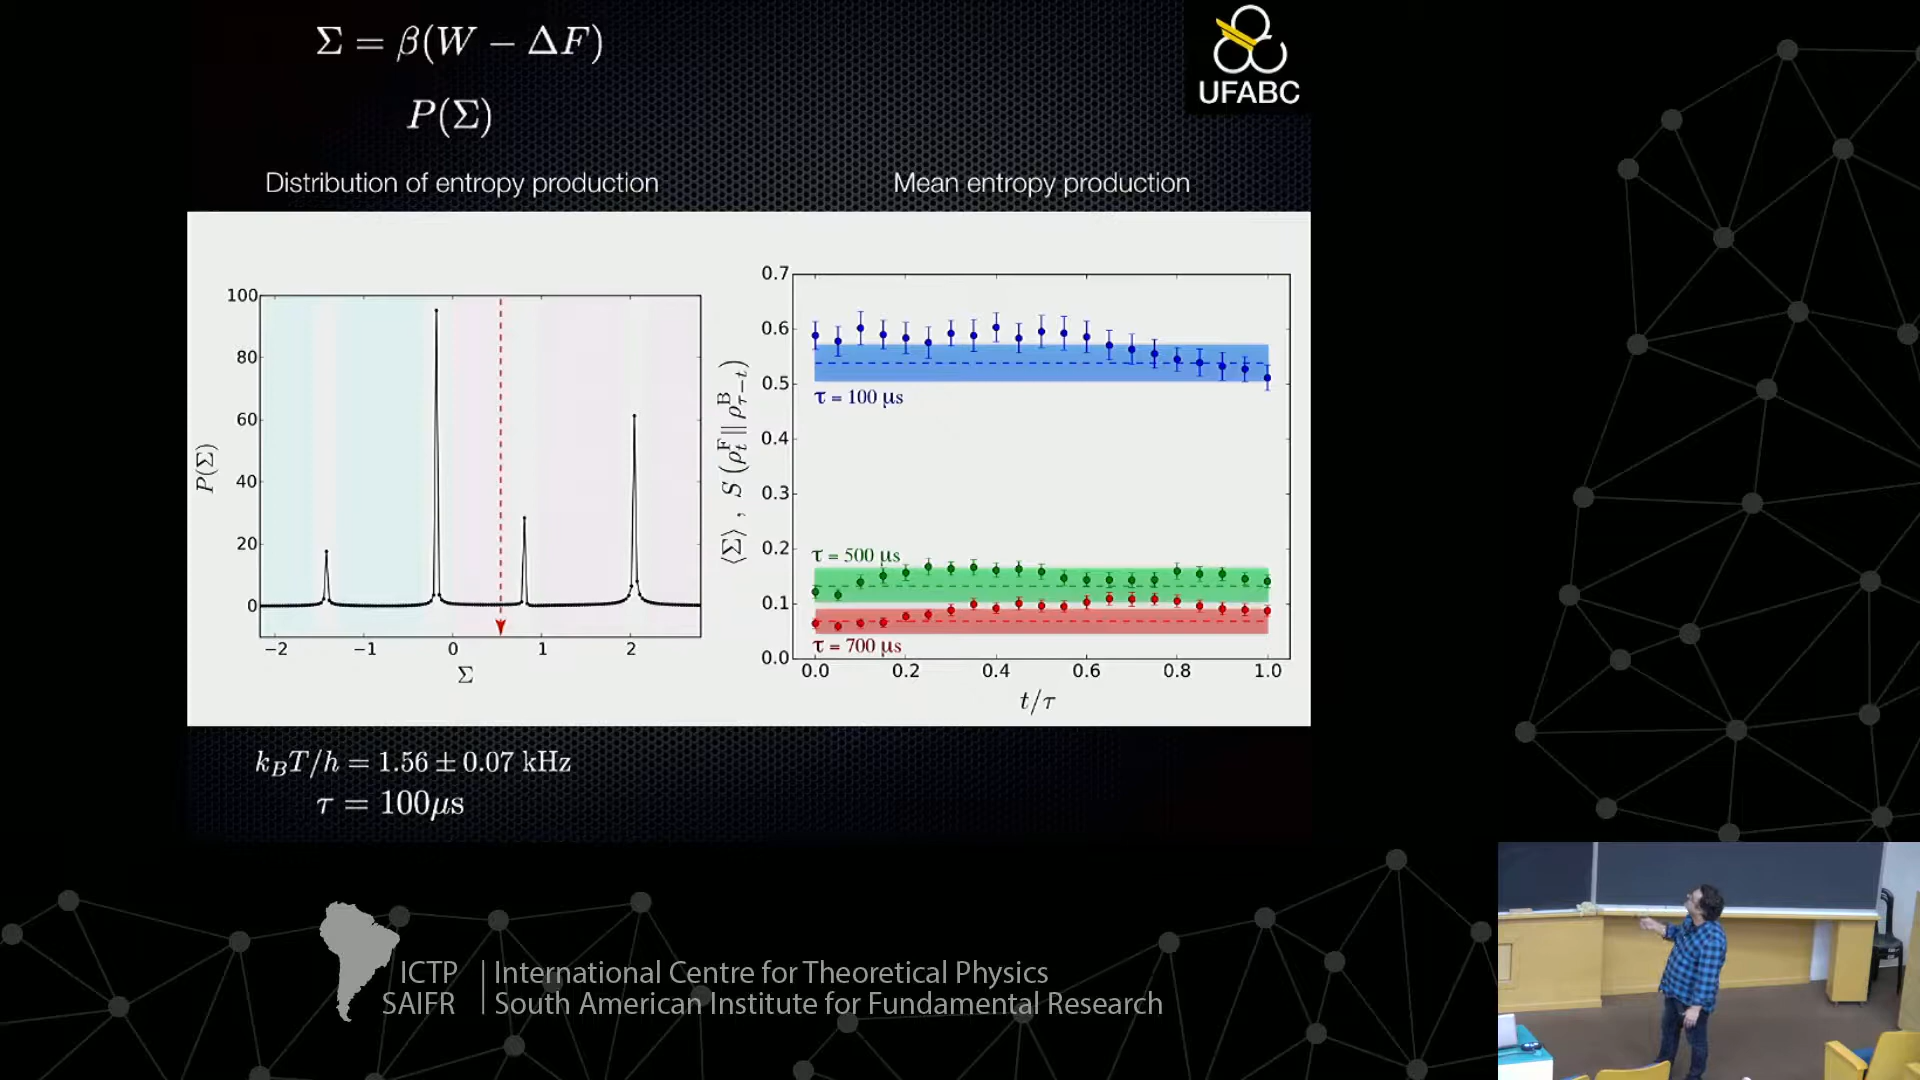 Σ = β(W − ΔF)
P(Σ)
UFABC
Distribution of entropy production
Mean entropy production
100
80
60
40
20
0
P(Σ)
−2 −1 0 1 2
Σ
0.7
0.6
0.5
0.4
0.3
0.2
0.1
0.0
⟨Σ⟩ , S (ρ_t^F || ρ_{τ−t}^B)
τ = 100 μs
τ = 500 μs
τ = 700 μs
0.0 0.2 0.4 0.6 0.8 1.0
t/τ
k_B T/h = 1.56 ± 0.07 kHz
τ = 100μs
ICTP | International Centre for Theoretical Physics
SAIFR | South American Institute for Fundamental Research